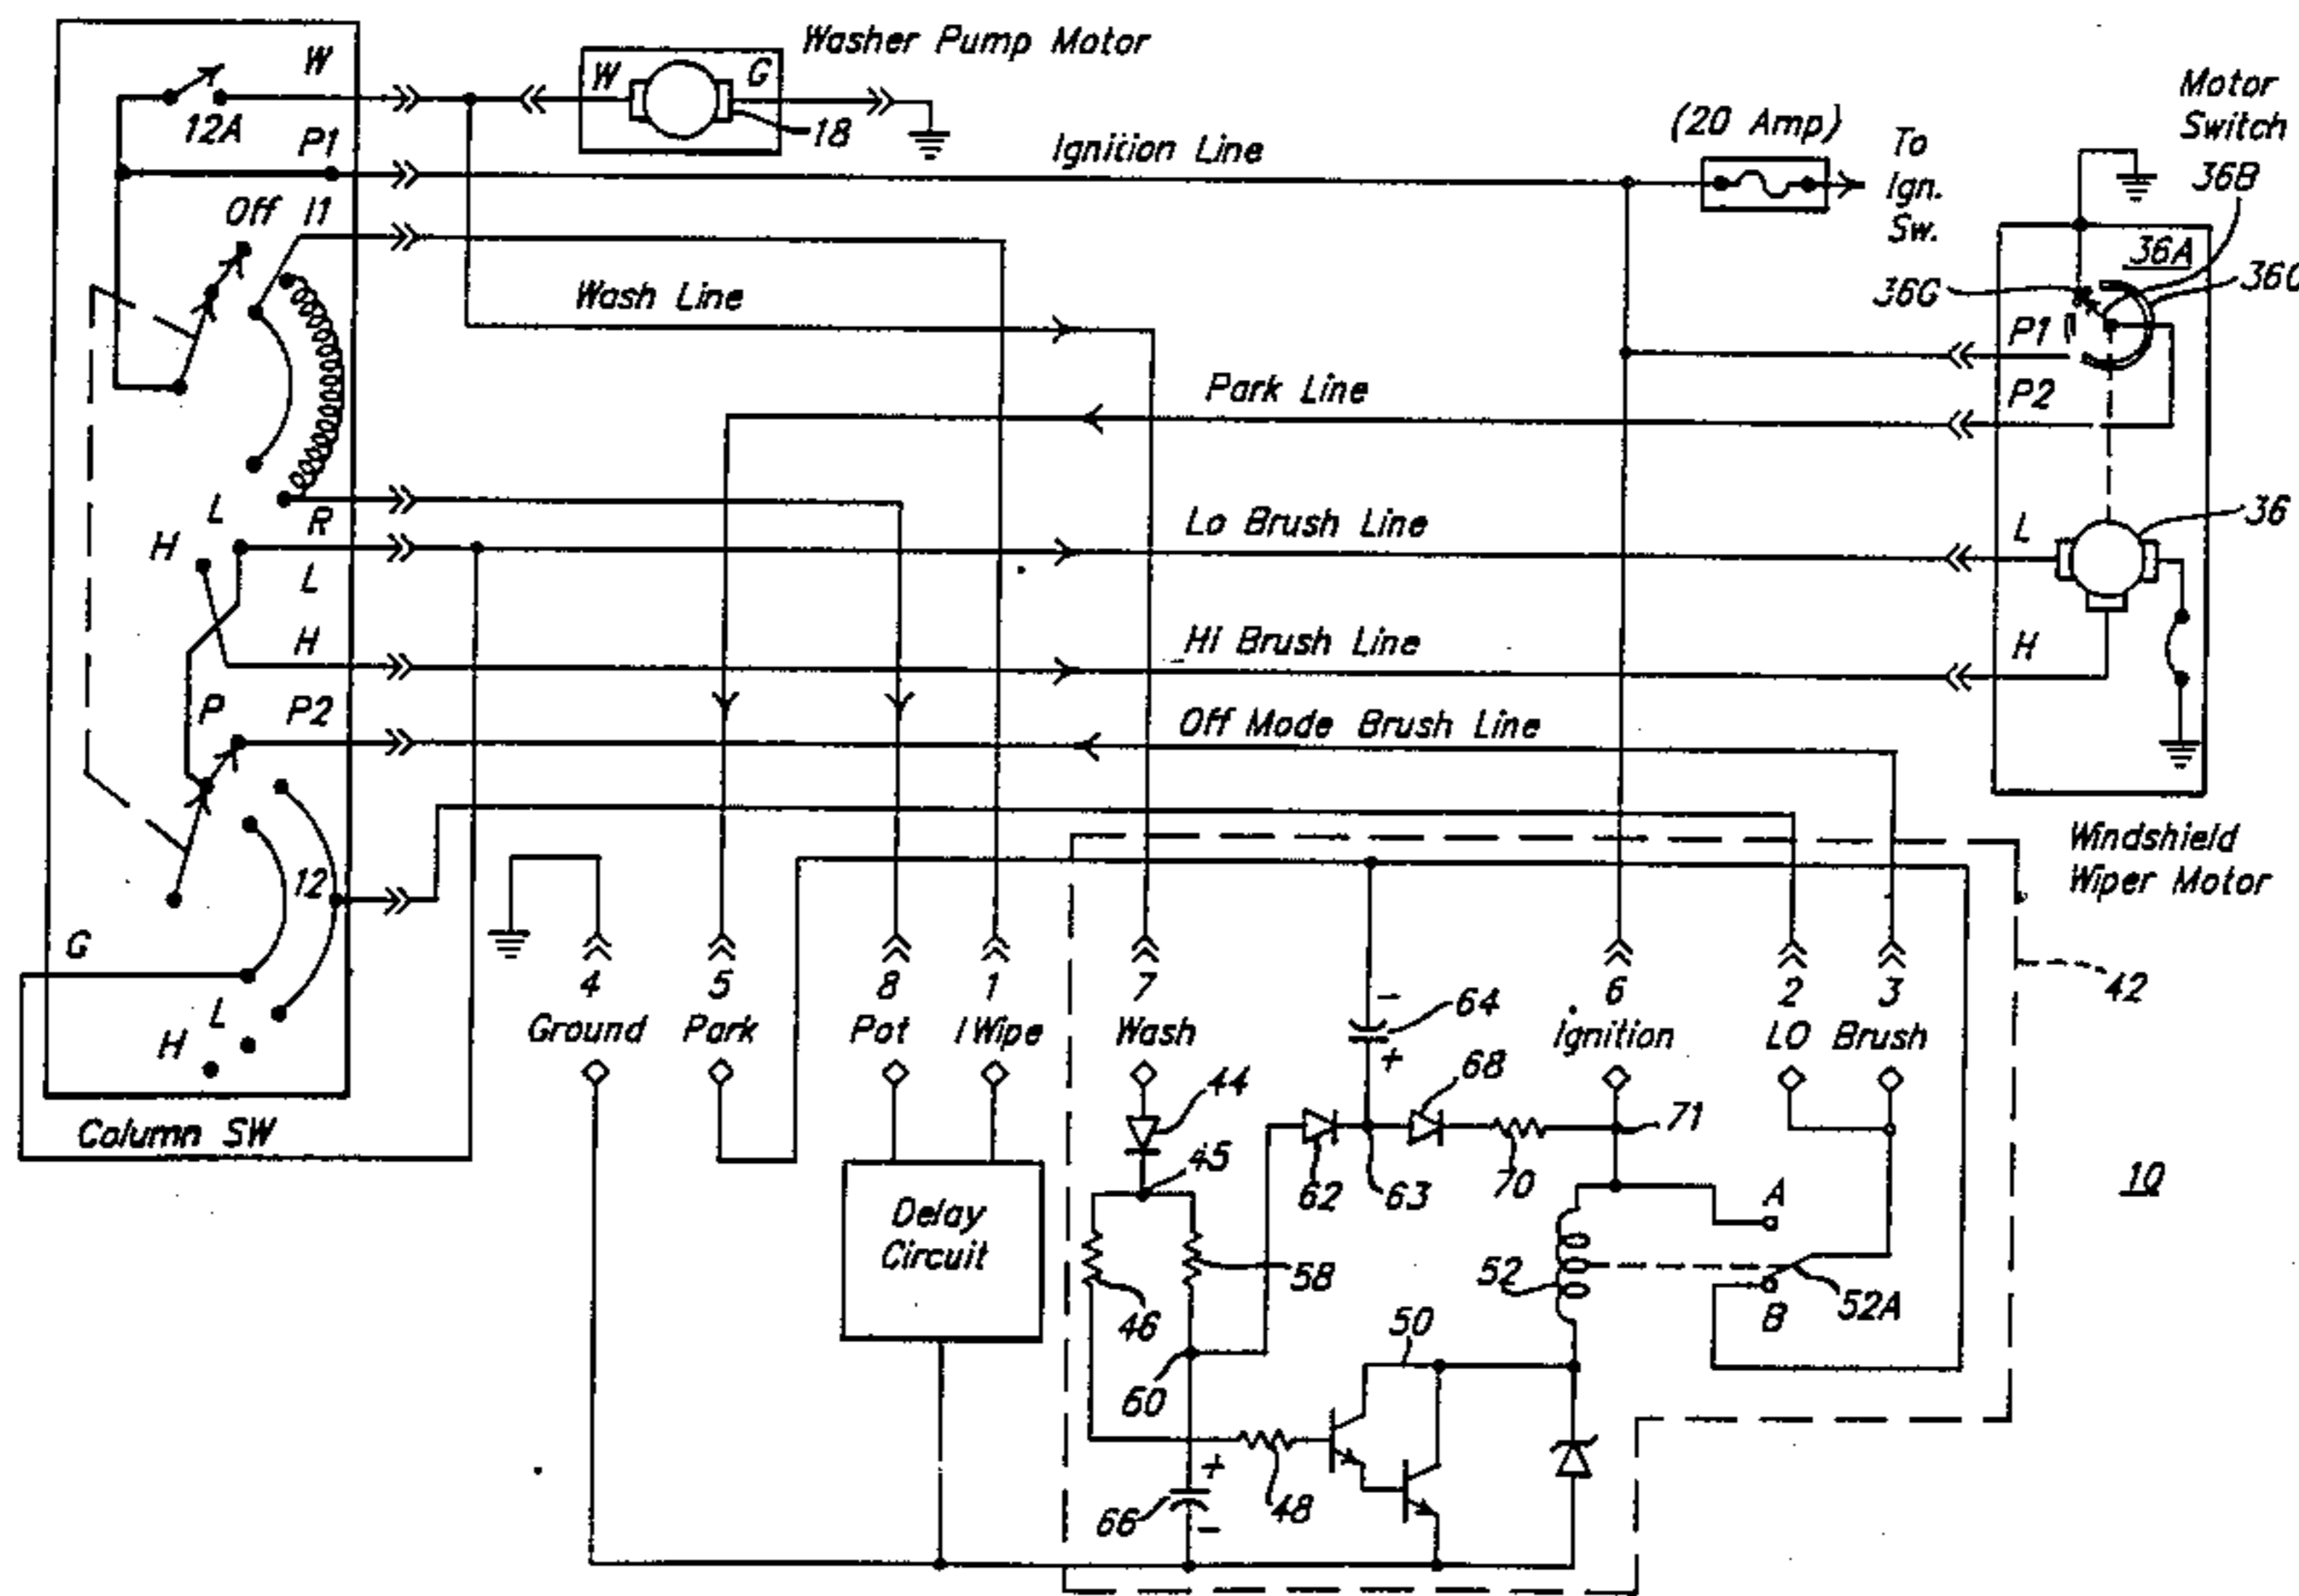 Washer Pump Motor
W
W
G
12A
18
P1
Ignition Line
(20 Amp)
To
Ign.
Sw.
Motor
Switch
36B
36A
36G
Off
I1
Wash Line
P1
P2
Park Line
L
R
H
L
Lo Brush Line
L
36
H
HI Brush Line
H
P
P2
Off Mode Brush Line
Windshield
Wiper Motor
12
G
L
H
Column SW
4
Ground
5
Park
8
Pot
1
I Wipe
7
Wash
6
Ignition
2
3
LO Brush
42
64
-
+
68
44
45
62
63
70
71
10
Delay
Circuit
46
58
52
A
B
52A
50
60
48
66
+
-